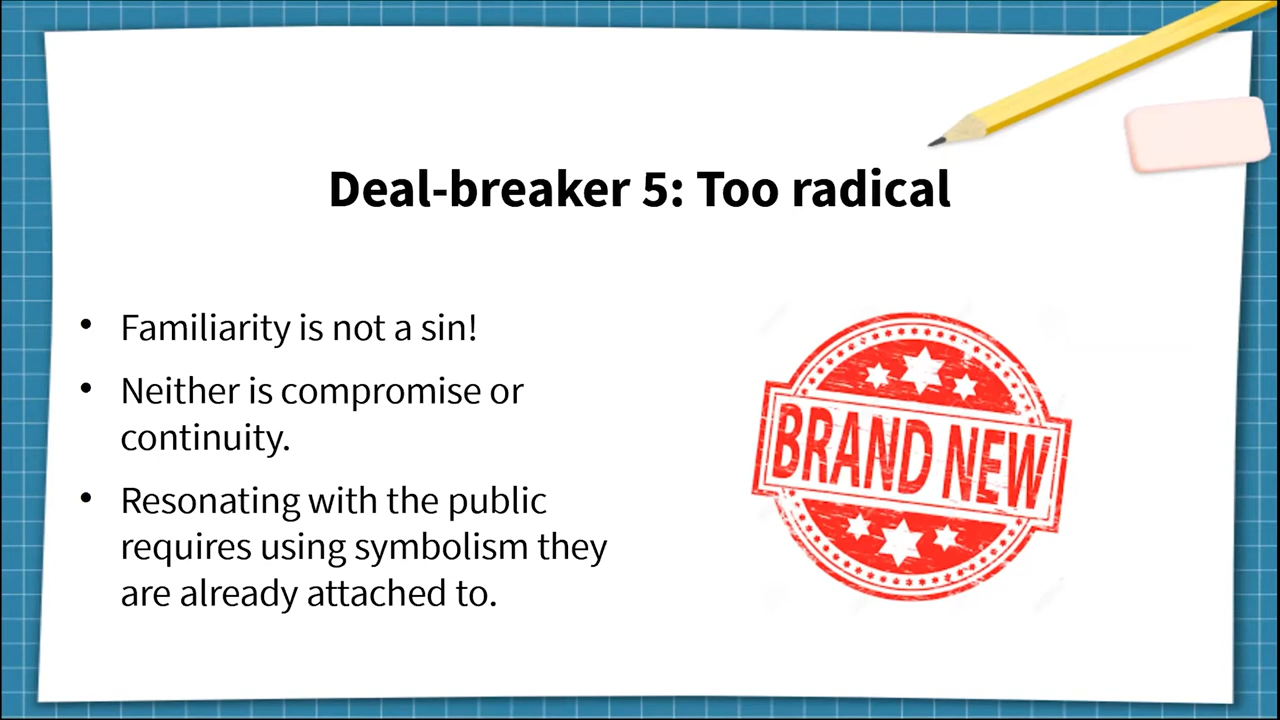 Deal-breaker 5: Too radical
• Familiarity is not a sin!
• Neither is compromise or
continuity.
• Resonating with the public
requires using symbolism they
are already attached to.
BRAND NEW